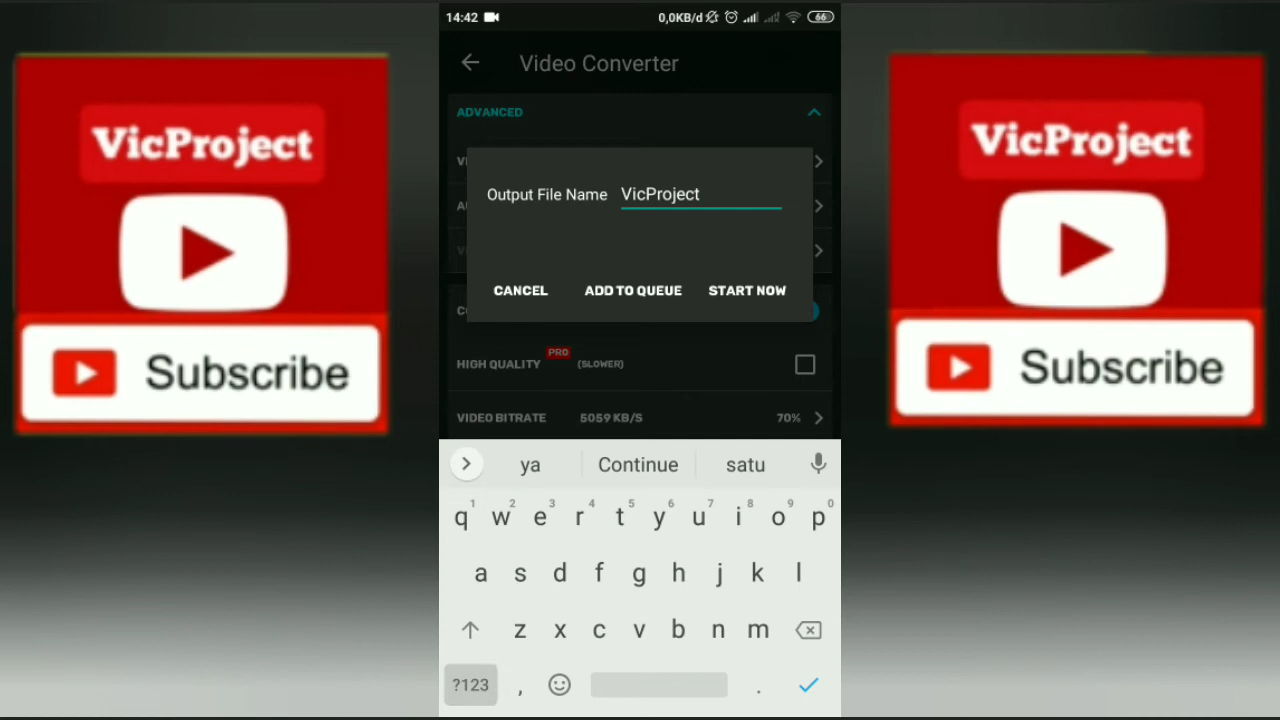 VicProject
Subscribe
14:42
0,0KB/d
66
Video Converter
ADVANCED
Output File Name VicProject
CANCEL ADD TO QUEUE START NOW
HIGH QUALITY PRO (SLOWER)
VIDEO BITRATE 5059 KB/S 70%
ya Continue satu
1 2 3 4 5 6 7 8 9 0
q w e r t y u i o p
a s d f g h j k l
z x c v b n m
?123 , .
VicProject
Subscribe